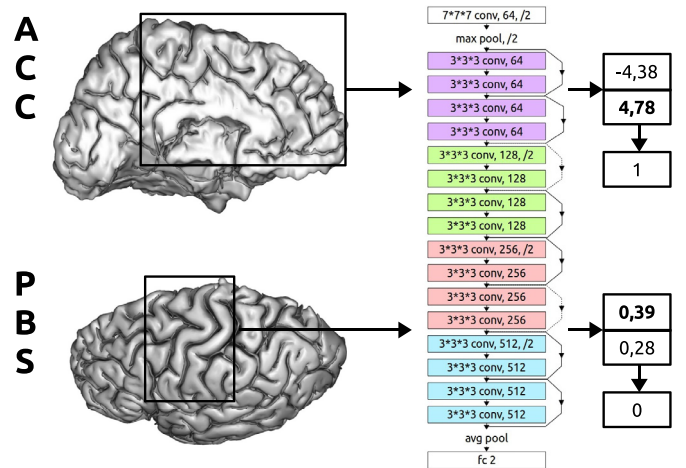 A
C
C
P
B
S
7*7*7 conv, 64, /2
max pool, /2
3*3*3 conv, 64
3*3*3 conv, 64
3*3*3 conv, 64
3*3*3 conv, 64
3*3*3 conv, 128, /2
3*3*3 conv, 128
3*3*3 conv, 128
3*3*3 conv, 128
3*3*3 conv, 256, /2
3*3*3 conv, 256
3*3*3 conv, 256
3*3*3 conv, 256
3*3*3 conv, 512, /2
3*3*3 conv, 512
3*3*3 conv, 512
3*3*3 conv, 512
avg pool
fc 2
-4,38
4,78
1
0,39
0,28
0